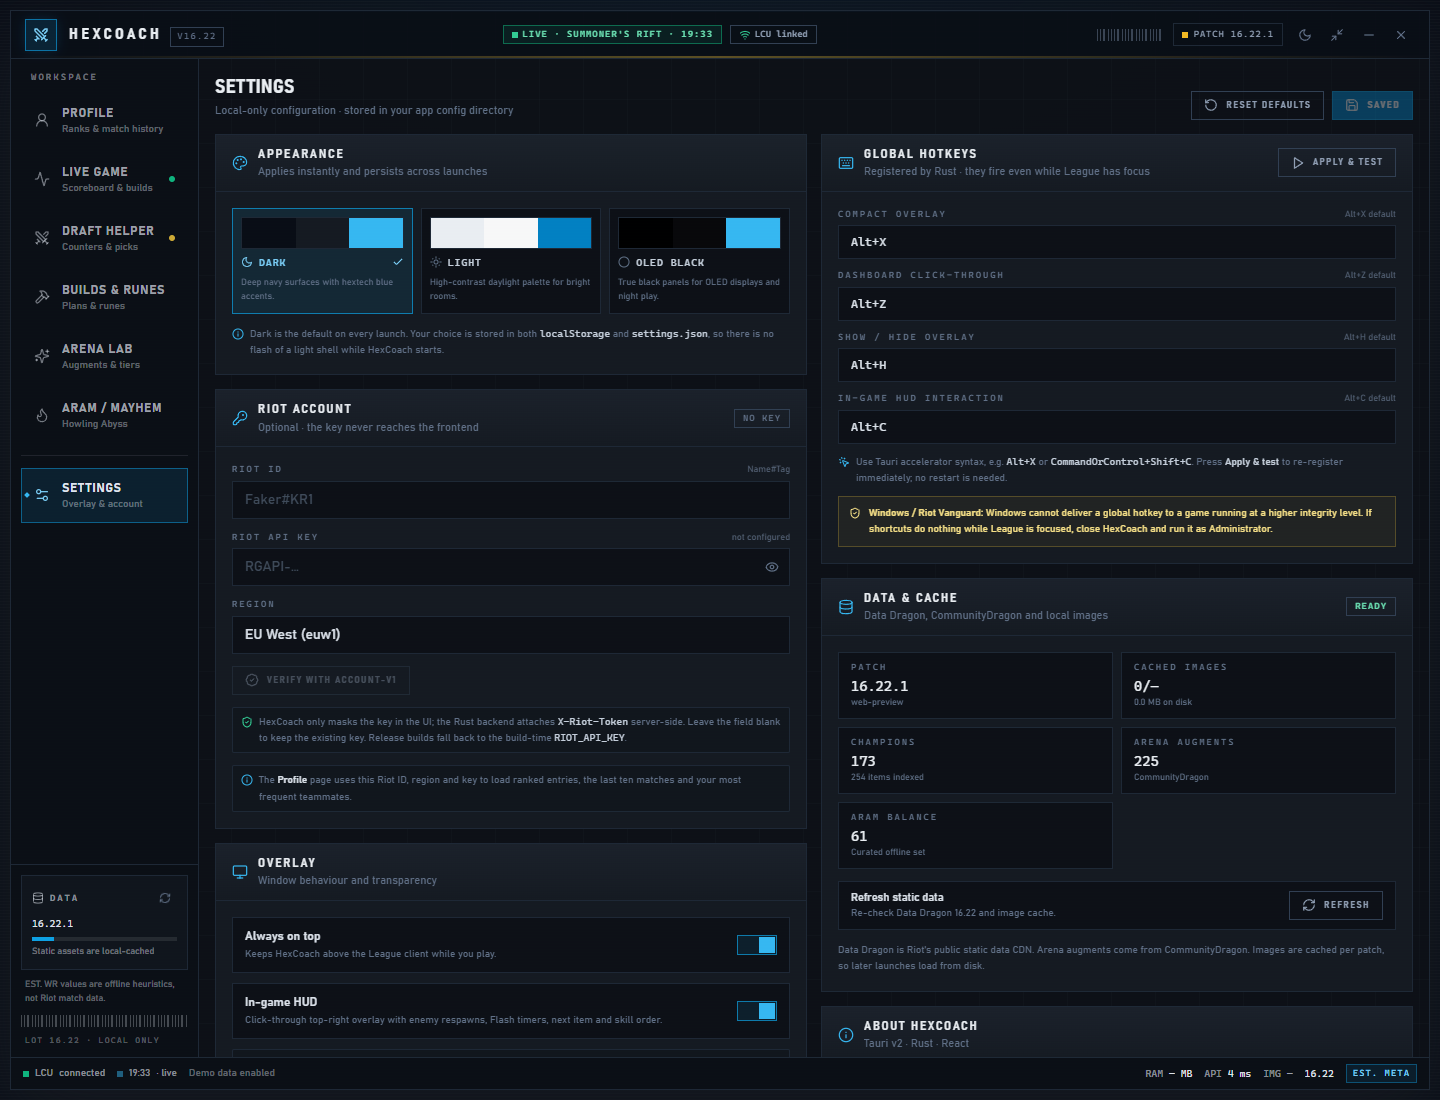 HEXCOACH
V16.22
LIVE · SUMMONER'S RIFT · 19:33
LCU linked
PATCH 16.22.1
WORKSPACE
PROFILE
Ranks & match history
LIVE GAME
Scoreboard & builds
DRAFT HELPER
Counters & picks
BUILDS & RUNES
Plans & runes
ARENA LAB
Augments & tiers
ARAM / MAYHEM
Howling Abyss
SETTINGS
Overlay & account
DATA
16.22.1
Static assets are local-cached
EST. WR values are offline heuristics,
not Riot match data.
LOT 16.22 · LOCAL ONLY
SETTINGS
Local-only configuration · stored in your app config directory
RESET DEFAULTS
SAVED
APPEARANCE
Applies instantly and persists across launches
DARK
Deep navy surfaces with hextech blue
accents.
LIGHT
High-contrast daylight palette for bright
rooms.
OLED BLACK
True black panels for OLED displays and
night play.
Dark is the default on every launch. Your choice is stored in both localStorage and settings.json, so there is no
flash of a light shell while HexCoach starts.
RIOT ACCOUNT
Optional · the key never reaches the frontend
NO KEY
RIOT ID
Name#Tag
Faker#KR1
RIOT API KEY
not configured
RGAPI-…
REGION
EU West (euw1)
VERIFY WITH ACCOUNT-V1
HexCoach only masks the key in the UI; the Rust backend attaches X-Riot-Token server-side. Leave the field blank
to keep the existing key. Release builds fall back to the build-time RIOT_API_KEY.
The Profile page uses this Riot ID, region and key to load ranked entries, the last ten matches and your most
frequent teammates.
OVERLAY
Window behaviour and transparency
Always on top
Keeps HexCoach above the League client while you play.
In-game HUD
Click-through top-right overlay with enemy respawns, Flash timers, next item and skill order.
GLOBAL HOTKEYS
Registered by Rust · they fire even while League has focus
APPLY & TEST
COMPACT OVERLAY
Alt+X default
Alt+X
DASHBOARD CLICK-THROUGH
Alt+Z default
Alt+Z
SHOW / HIDE OVERLAY
Alt+H default
Alt+H
IN-GAME HUD INTERACTION
Alt+C default
Alt+C
Use Tauri accelerator syntax, e.g. Alt+X or CommandOrControl+Shift+C. Press Apply & test to re-register
immediately; no restart is needed.
Windows / Riot Vanguard: Windows cannot deliver a global hotkey to a game running at a higher integrity level. If
shortcuts do nothing while League is focused, close HexCoach and run it as Administrator.
DATA & CACHE
Data Dragon, CommunityDragon and local images
READY
PATCH
16.22.1
web-preview
CACHED IMAGES
0/—
0.0 MB on disk
CHAMPIONS
173
254 items indexed
ARENA AUGMENTS
225
CommunityDragon
ARAM BALANCE
61
Curated offline set
Refresh static data
Re-check Data Dragon 16.22 and image cache.
REFRESH
Data Dragon is Riot's public static data CDN. Arena augments come from CommunityDragon. Images are cached per patch,
so later launches load from disk.
ABOUT HEXCOACH
Tauri v2 · Rust · React
LCU connected
19:33 · live
Demo data enabled
RAM — MB
API 4 ms
IMG —
16.22
EST. META